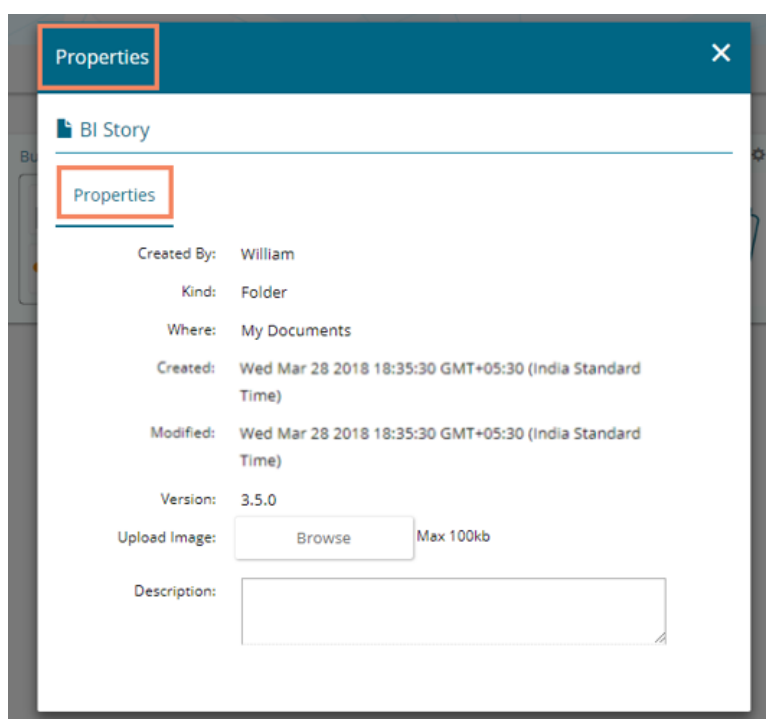 Properties
BI Story
Bu
Properties
Created By: William
Kind: Folder
Where: My Documents
Created: Wed Mar 28 2018 18:35:30 GMT+05:30 (India Standard
Time)
Modified: Wed Mar 28 2018 18:35:30 GMT+05:30 (India Standard
Time)
Version: 3.5.0
Upload Image: Browse Max 100kb
Description: